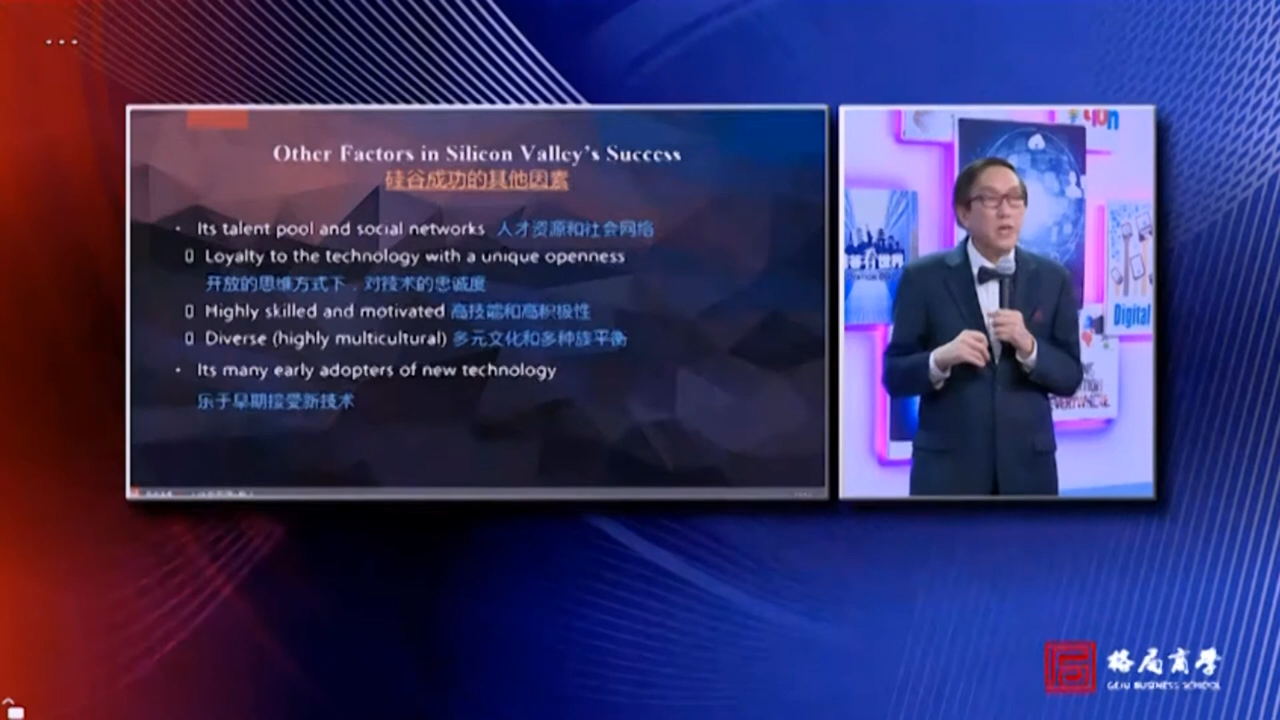 Other Factors in Silicon Valley's Success
硅谷成功的其他因素
• Its talent pool and social networks 人才资源和社会网络
▯ Loyalty to the technology with a unique openness
开放的思维方式下，对技术的忠诚度
▯ Highly skilled and motivated 高技能和高积极性
▯ Diverse (highly multicultural) 多元文化和多种族平衡
• Its many early adopters of new technology
乐于早期接受新技术
Digital
格局商学
GEJU BUSINESS SCHOOL